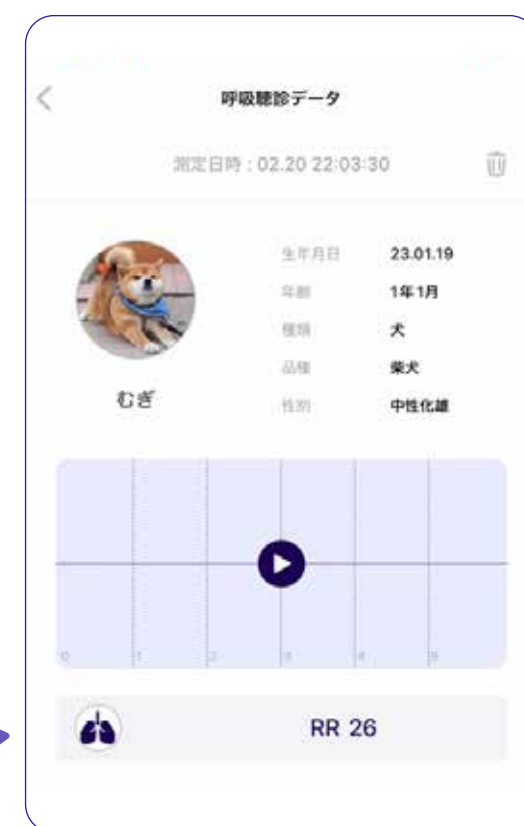 呼吸聴診データ
測定日時 : 02.20 22:03:30
生年月日 23.01.19
年齢 1年1月
種類 犬
品種 柴犬
性別 中性化雄
むぎ
0 1 2 3 4 5
RR 26